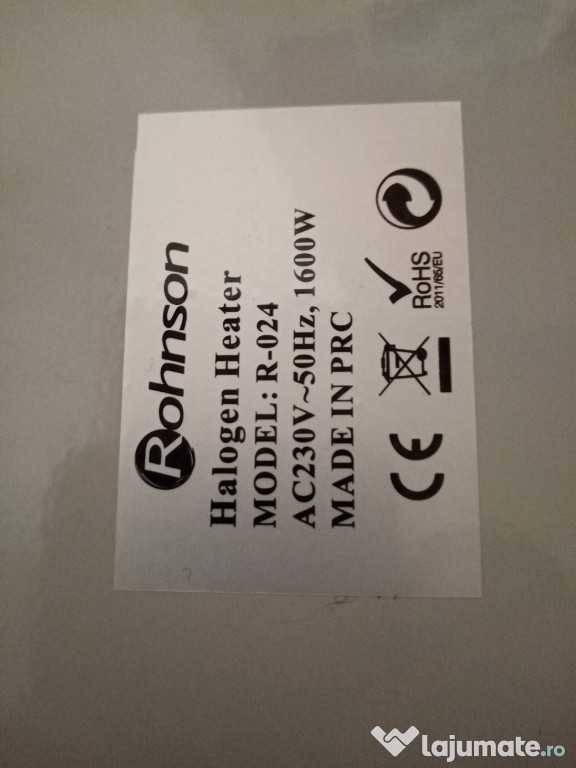 Rohnson
Halogen Heater
MODEL: R-024
AC230V~50Hz, 1600W
MADE IN PRC
CE
RoHS
2011/65/EU
lajumate.ro